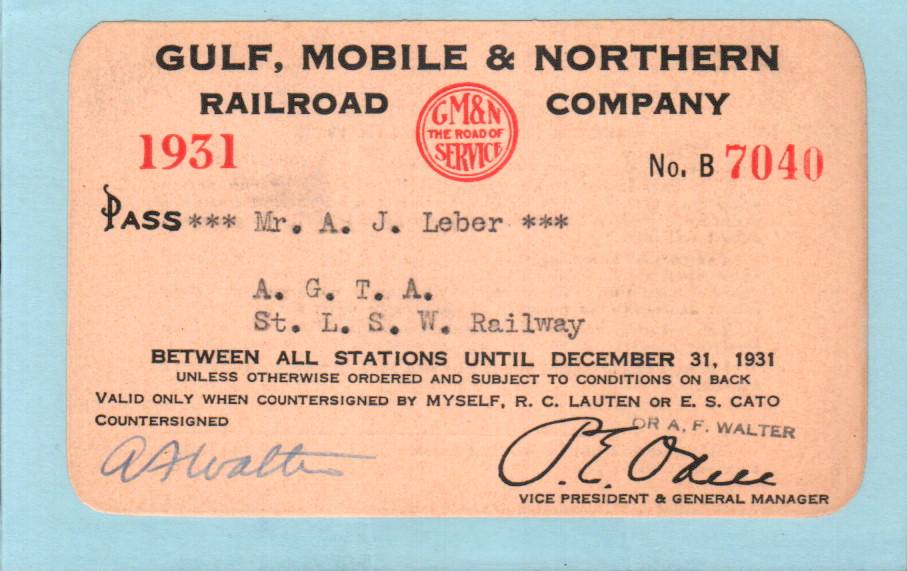 GULF, MOBILE & NORTHERN
RAILROAD COMPANY
GM&N
THE ROAD OF
SERVICE
1931
No. B 7040
PASS *** Mr. A. J. Leber ***
A. G. T. A.
St. L. S. W. Railway
BETWEEN ALL STATIONS UNTIL DECEMBER 31, 1931
UNLESS OTHERWISE ORDERED AND SUBJECT TO CONDITIONS ON BACK
VALID ONLY WHEN COUNTERSIGNED BY MYSELF, R. C. LAUTEN OR E. S. CATO
OR A. F. WALTER
COUNTERSIGNED
A F Walter
P. E. Odell
VICE PRESIDENT & GENERAL MANAGER